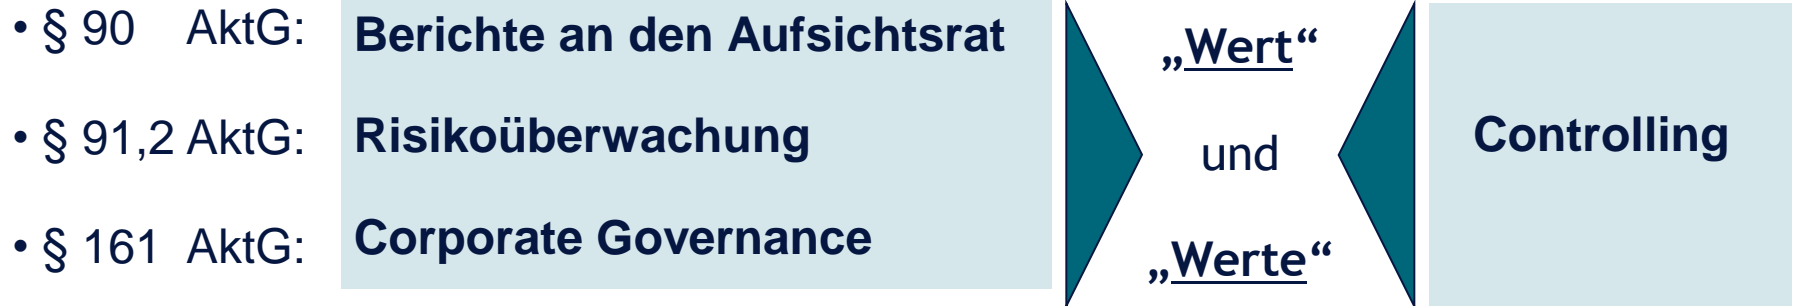 • § 90 AktG: Berichte an den Aufsichtsrat
• § 91,2 AktG: Risikoüberwachung
• § 161 AktG: Corporate Governance
„Wert“
und
„Werte“
Controlling